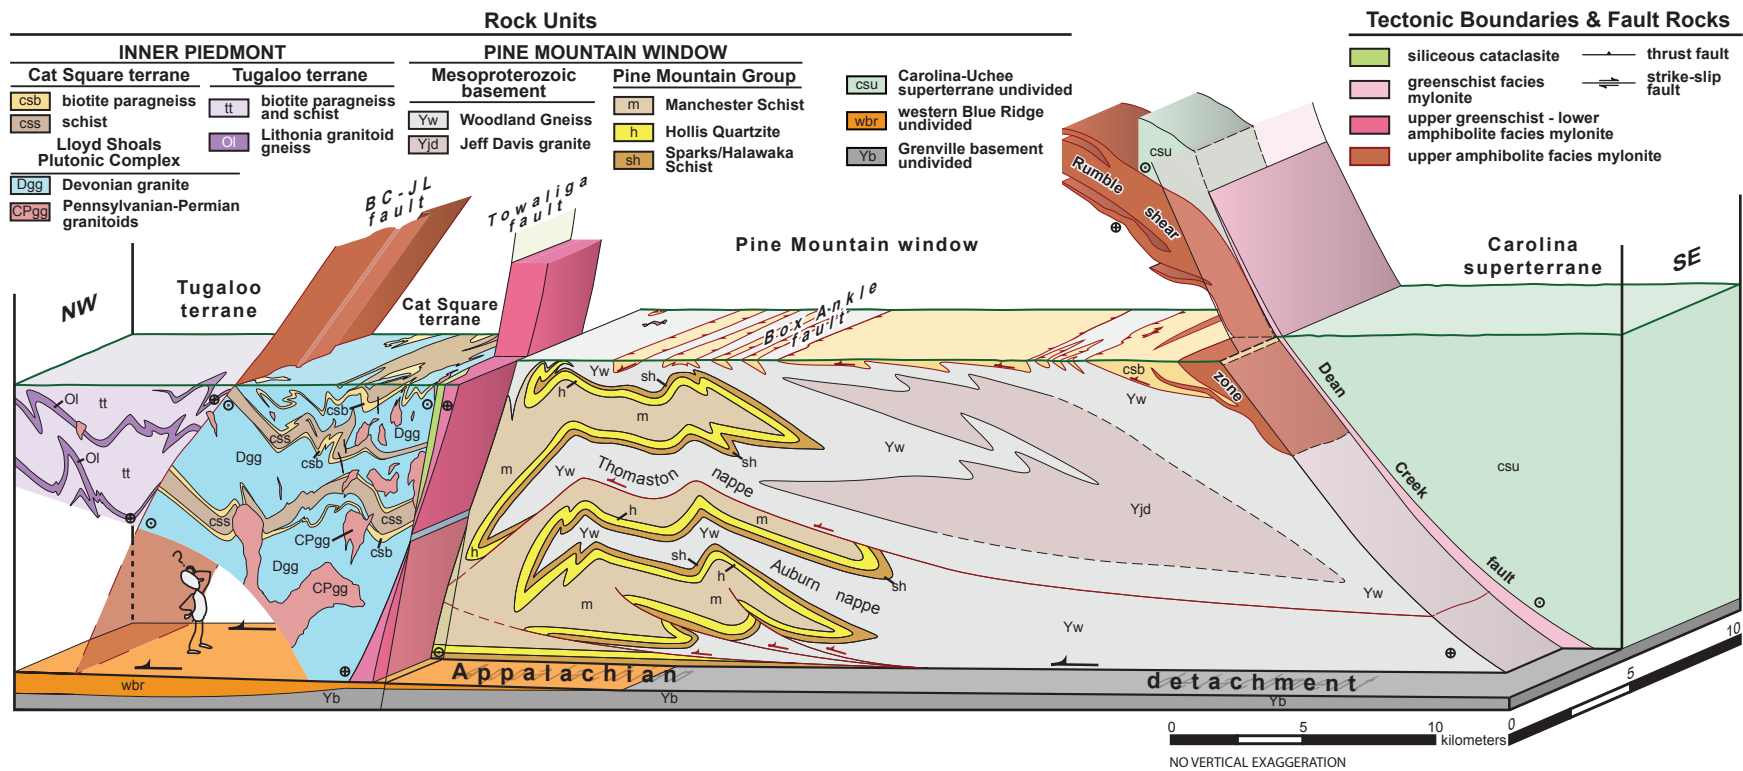 Rock Units
INNER PIEDMONT
Cat Square terrane
csb biotite paragneiss
css schist
Lloyd Shoals
Plutonic Complex
Dgg Devonian granite
CPgg Pennsylvanian-Permian
granitoids
Tugaloo terrane
tt biotite paragneiss
and schist
Ol Lithonia granitoid
gneiss
PINE MOUNTAIN WINDOW
Mesoproterozoic
basement
Yw Woodland Gneiss
Yjd Jeff Davis granite
Pine Mountain Group
m Manchester Schist
h Hollis Quartzite
sh Sparks/Halawaka
Schist
csu Carolina-Uchee
superterrane undivided
wbr western Blue Ridge
undivided
Yb Grenville basement
undivided
Tectonic Boundaries & Fault Rocks
siliceous cataclasite
greenschist facies
mylonite
upper greenschist - lower
amphibolite facies mylonite
upper amphibolite facies mylonite
thrust fault
strike-slip
fault
NW
Tugaloo
terrane
BC-JL
fault
Cat Square
terrane
Towaliga
fault
Pine Mountain window
Box Ankle
fault
Rumble
shear
zone
csu
Carolina
superterrane
SE
Dean
Creek
fault
Ol
tt
Ol
tt
csb
css
csb
Dgg
Dgg
css
css
csb
CPgg
Dgg
CPgg
Yw
sh
h
m
sh
m
Yw
Thomaston
nappe
h
m
h
Yw
Yw
sh
h
m
m
Auburn
nappe
sh
Yw
csb
Yw
Yjd
Yw
Yw
csu
wbr
Yb
Appalachian
detachment
Yb
Yb
0 5 10
kilometers
0
5
10
NO VERTICAL EXAGGERATION